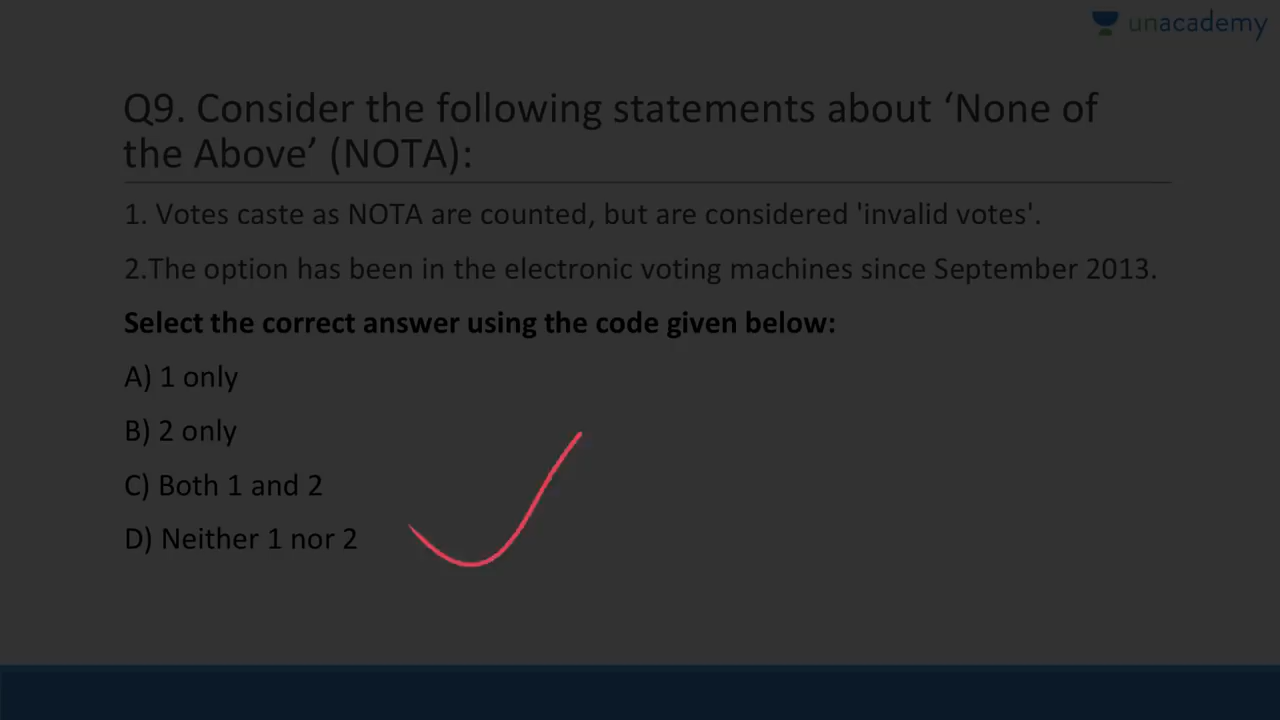 unacademy
Q9. Consider the following statements about ‘None of
the Above’ (NOTA):
1. Votes caste as NOTA are counted, but are considered 'invalid votes'.
2.The option has been in the electronic voting machines since September 2013.
Select the correct answer using the code given below:
A) 1 only
B) 2 only
C) Both 1 and 2
D) Neither 1 nor 2